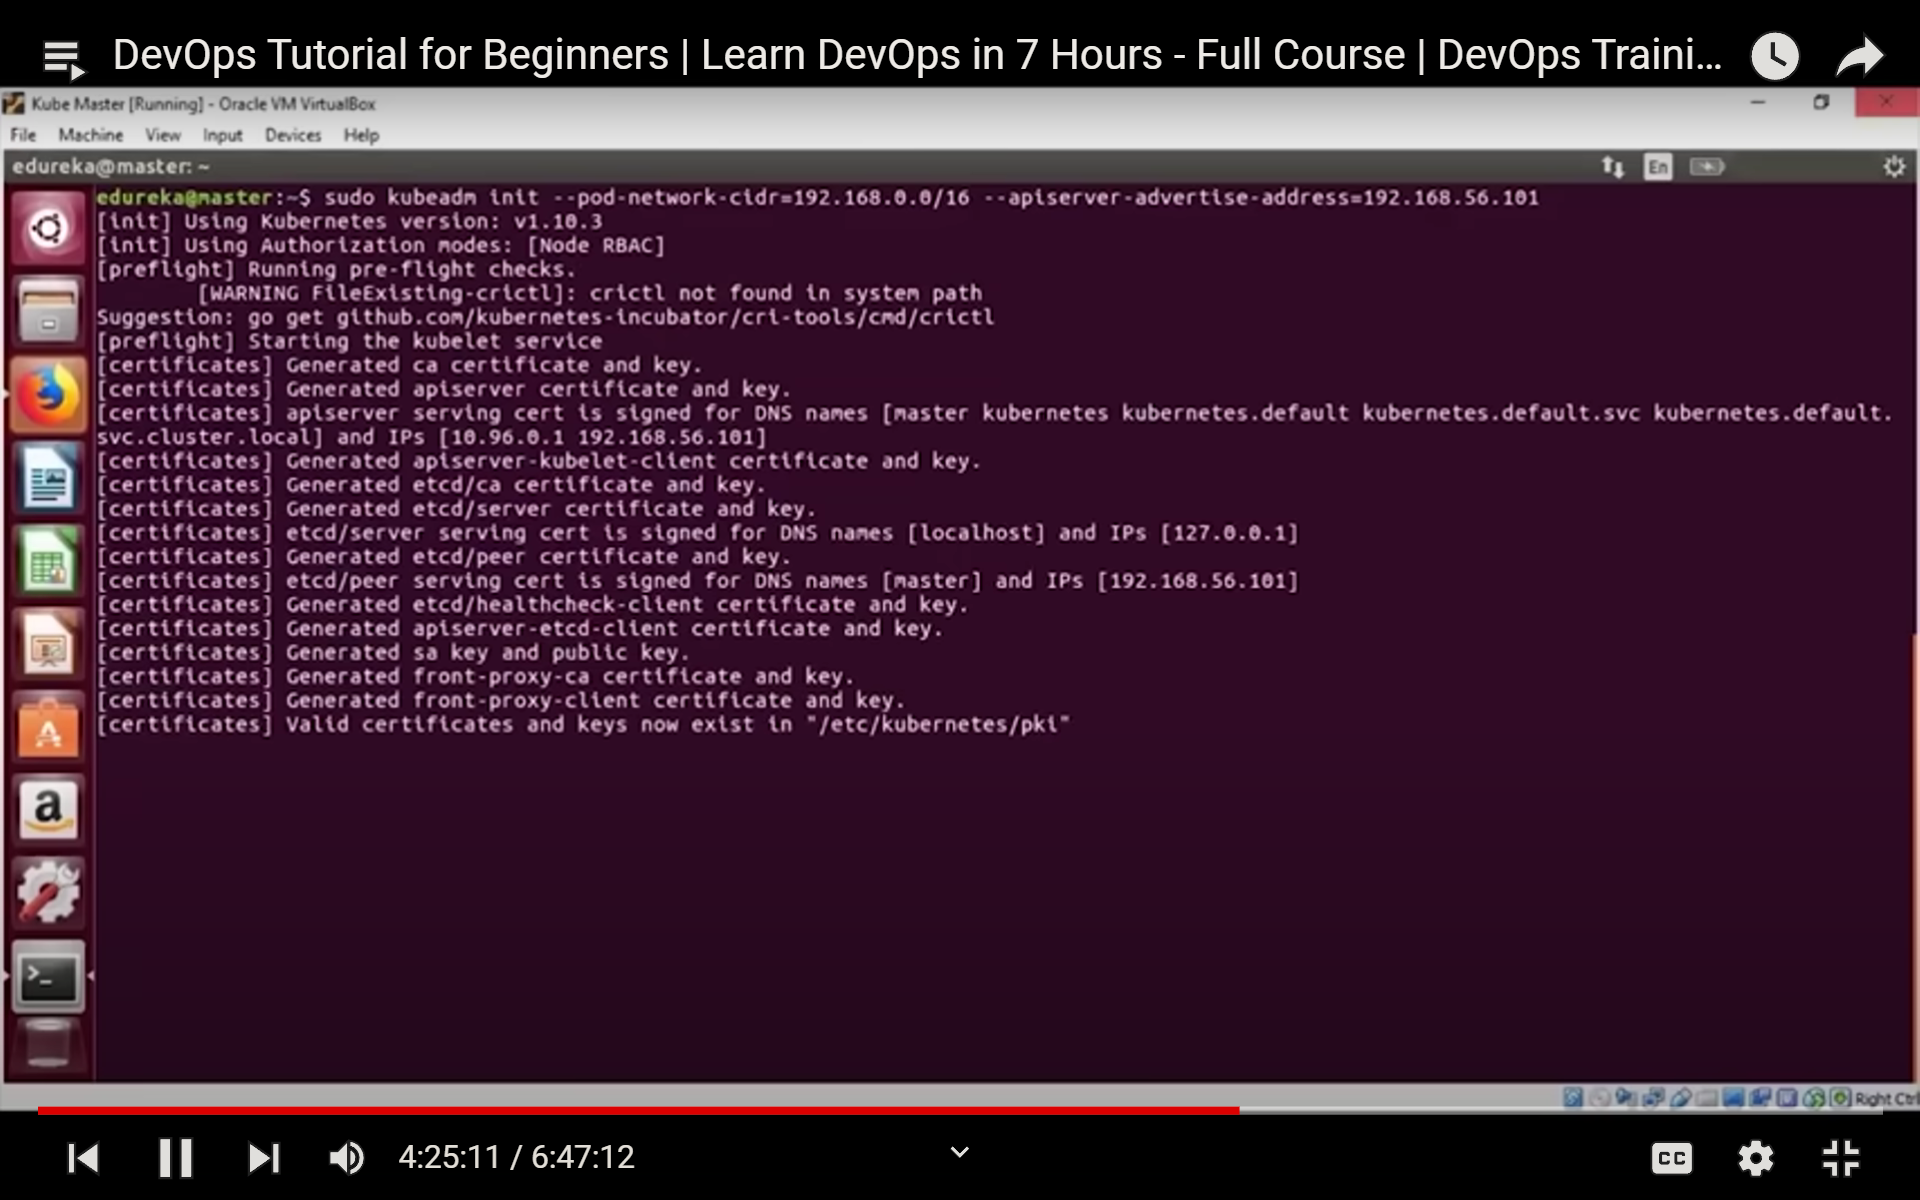 DevOps Tutorial for Beginners | Learn DevOps in 7 Hours - Full Course | DevOps Traini...
Kube Master [Running] - Oracle VM VirtualBox
File Machine View Input Devices Help
edureka@master: ~
En
edureka@master:~$ sudo kubeadm init --pod-network-cidr=192.168.0.0/16 --apiserver-advertise-address=192.168.56.101
[init] Using Kubernetes version: v1.10.3
[init] Using Authorization modes: [Node RBAC]
[preflight] Running pre-flight checks.
[WARNING FileExisting-crictl]: crictl not found in system path
Suggestion: go get github.com/kubernetes-incubator/cri-tools/cmd/crictl
[preflight] Starting the kubelet service
[certificates] Generated ca certificate and key.
[certificates] Generated apiserver certificate and key.
[certificates] apiserver serving cert is signed for DNS names [master kubernetes kubernetes.default kubernetes.default.svc kubernetes.default.
svc.cluster.local] and IPs [10.96.0.1 192.168.56.101]
[certificates] Generated apiserver-kubelet-client certificate and key.
[certificates] Generated etcd/ca certificate and key.
[certificates] Generated etcd/server certificate and key.
[certificates] etcd/server serving cert is signed for DNS names [localhost] and IPs [127.0.0.1]
[certificates] Generated etcd/peer certificate and key.
[certificates] etcd/peer serving cert is signed for DNS names [master] and IPs [192.168.56.101]
[certificates] Generated etcd/healthcheck-client certificate and key.
[certificates] Generated apiserver-etcd-client certificate and key.
[certificates] Generated sa key and public key.
[certificates] Generated front-proxy-ca certificate and key.
[certificates] Generated front-proxy-client certificate and key.
[certificates] Valid certificates and keys now exist in "/etc/kubernetes/pki"
Right Ctrl
4:25:11 / 6:47:12
CC